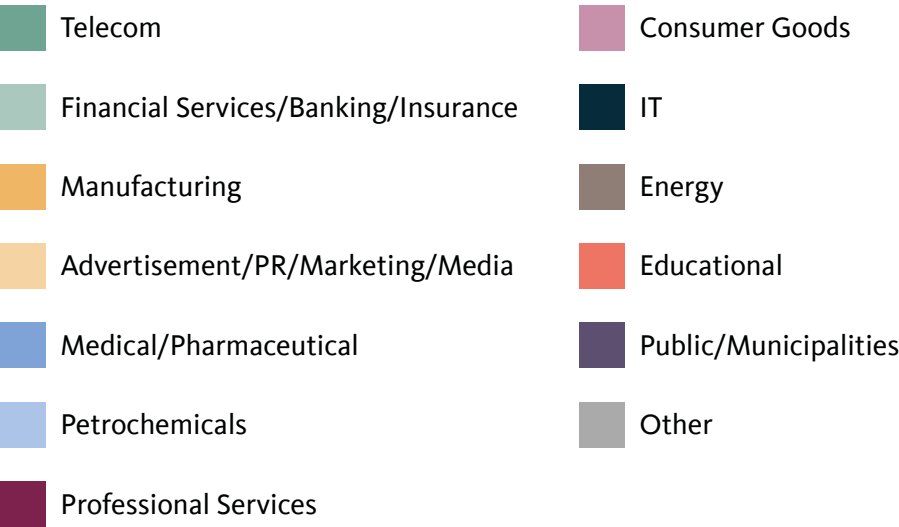 Telecom
Financial Services/Banking/Insurance
Manufacturing
Advertisement/PR/Marketing/Media
Medical/Pharmaceutical
Petrochemicals
Professional Services
Consumer Goods
IT
Energy
Educational
Public/Municipalities
Other